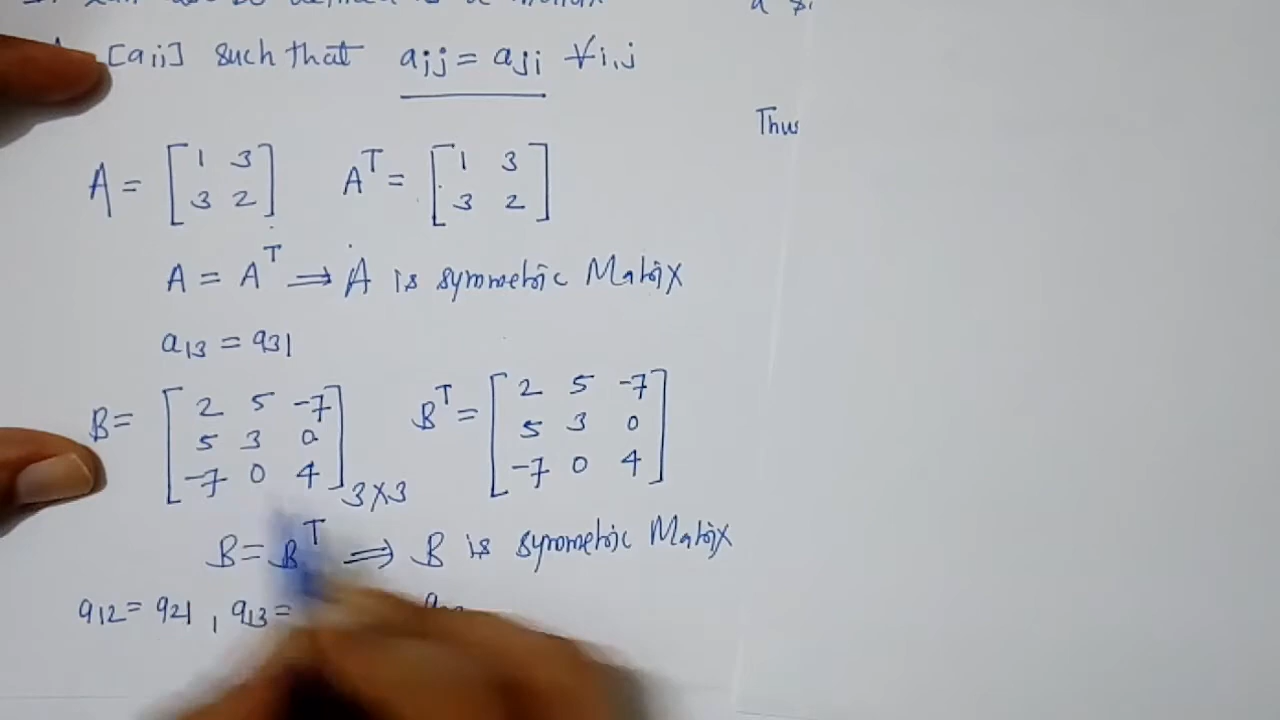 [aij] such that aij = aji ∀i,j
Thus
A = [1 3
3 2] A^T = [1 3
3 2]
A = A^T ⟹ A is symmetric Matrix
a13 = a31
B = [2 5 -7
5 3 0
-7 0 4] 3×3 B^T = [2 5 -7
5 3 0
-7 0 4]
B = B^T ⟹ B is symmetric Matrix
a12 = a21 , a13 =